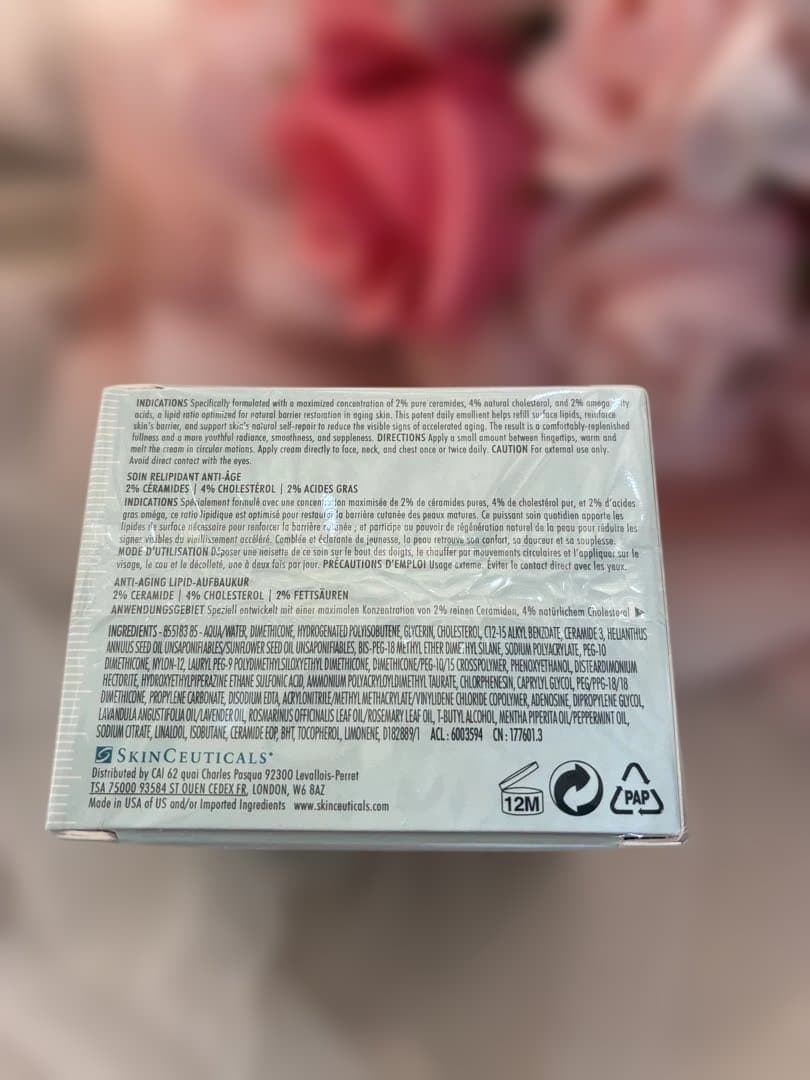 INDICATIONS Specifically formulated with a maximized concentration of 2% pure ceramides, 4% natural cholesterol, and 2% omega
acids, a lipid ratio optimized for natural barrier restoration in aging skin. This potent daily emollient helps refill surface lipids, reinforce
skin's barrier, and support skin's natural self-repair to reduce the visible signs of accelerated aging. The result is a comfortably-replenished
fullness and a more youthful radiance, smoothness, and suppleness. DIRECTIONS Apply a small amount between fingertips, warm and
melt the cream in circular motions. Apply cream directly to face, neck, and chest once or twice daily. CAUTION For external use only.
Avoid direct contact with the eyes.
SOIN RELIPIDANT ANTI-ÂGE
2% CÉRAMIDES | 4% CHOLESTÉROL | 2% ACIDES GRAS
INDICATIONS Spécialement formulé avec une concentration maximisée de 2% de céramides pures, 4% de cholestérol pur, et 2% d'acides
gras oméga, ce ratio lipidique est optimisé pour restaurer la barrière cutanée des peaux matures. Ce puissant soin quotidien apporte les
lipides de surface nécessaire pour renforcer la barrière cutanée, et participe au pouvoir de régénération naturel de la peau pour réduire les
signes visibles du vieillissement accéléré. Comblée et éclatante de jeunesse, la peau retrouve son confort, sa douceur et sa souplesse.
MODE D'UTILISATION Déposer une noisette de ce soin sur le bout des doigts, le chauffer par mouvements circulaires et l'appliquer sur le
visage, le cou et le décolleté, une à deux fois par jour. PRÉCAUTIONS D'EMPLOI Usage externe. Éviter le contact direct avec les yeux.
ANTI-AGING LIPID-AUFBAUKUR
2% CERAMIDE | 4% CHOLESTEROL | 2% FETTSÄUREN
ANWENDUNGSGEBIET Speziell entwickelt mit einer maximalen Konzentration von 2% reinen Ceramiden, 4% natürlichem Cholesterol
INGREDIENTS - 855183 85 - AQUA/WATER, DIMETHICONE, HYDROGENATED POLYISOBUTENE, GLYCERIN, CHOLESTEROL, C12-15 ALKYL BENZOATE, CERAMIDE 3, HELIANTHUS
ANNUUS SEED OIL UNSAPONIFIABLES/SUNFLOWER SEED OIL UNSAPONIFIABLES, BIS-PEG-18 METHYL ETHER DIMETHYL SILANE, SODIUM POLYACRYLATE, PEG-10
DIMETHICONE, NYLON-12, LAURYL PEG-9 POLYDIMETHYLSILOXYETHYL DIMETHICONE, DIMETHICONE/PEG-10/15 CROSSPOLYMER, PHENOXYETHANOL, DISTEARDIMONIUM
HECTORITE, HYDROXYETHYLPIPERAZINE ETHANE SULFONIC ACID, AMMONIUM POLYACRYLOYLDIMETHYL TAURATE, CHLORPHENESIN, CAPRYLYL GLYCOL, PEG/PPG-18/18
DIMETHICONE, PROPYLENE CARBONATE, DISODIUM EDTA, ACRYLONITRILE/METHYL METHACRYLATE/VINYLIDENE CHLORIDE COPOLYMER, ADENOSINE, DIPROPYLENE GLYCOL,
LAVANDULA ANGUSTIFOLIA OIL/LAVENDER OIL, ROSMARINUS OFFICINALIS LEAF OIL/ROSEMARY LEAF OIL, T-BUTYL ALCOHOL, MENTHA PIPERITA OIL/PEPPERMINT OIL,
SODIUM CITRATE, LINALOOL, ISOBUTANE, CERAMIDE EOP, BHT, TOCOPHEROL, LIMONENE, D182889/1 ACL : 6003594 CN : 177601.3
SKINCEUTICALS
Distributed by CAI 62 quai Charles Pasqua 92300 Levallois-Perret
TSA 75000 93584 ST OUEN CEDEX FR, LONDON, W6 8AZ
Made in USA of US and/or Imported Ingredients www.skinceuticals.com
12M
PAP